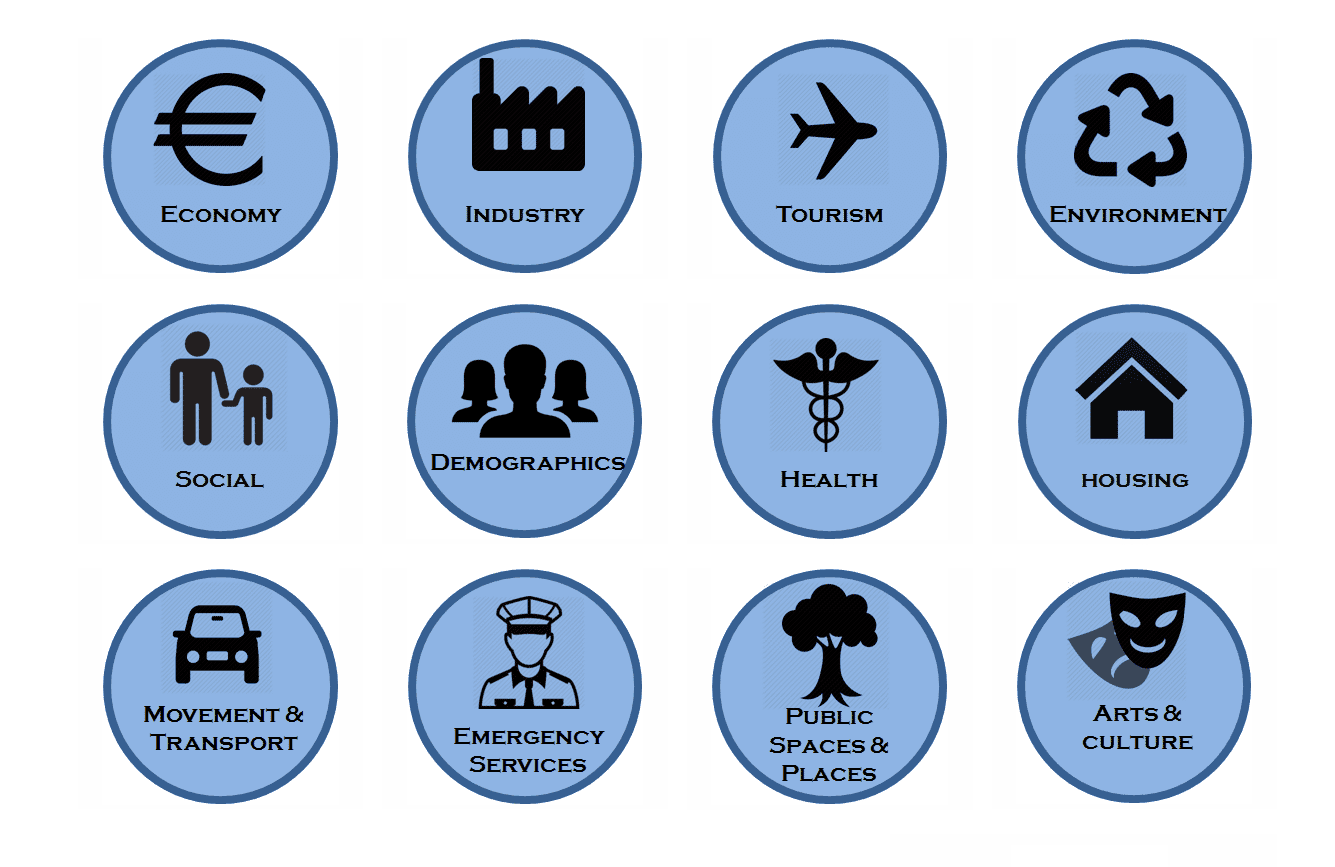 Economy
Industry
Tourism
Environment
Social
Demographics
Health
housing
Movement &
Transport
Emergency
Services
Public
Spaces &
Places
Arts &
culture